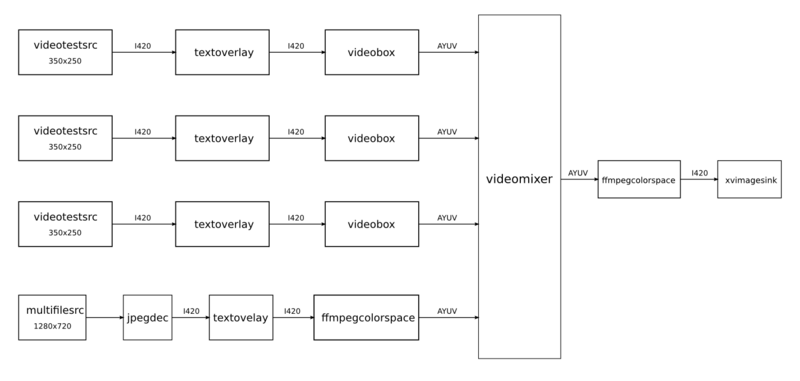 videotestsrc
350x250
I420
textoverlay
I420
videobox
AYUV
videotestsrc
350x250
I420
textoverlay
I420
videobox
AYUV
videomixer
AYUV
ffmpegcolorspace
I420
xvimagesink
videotestsrc
350x250
I420
textoverlay
I420
videobox
AYUV
multifilesrc
1280x720
jpegdec
I420
textovelay
I420
ffmpegcolorspace
AYUV